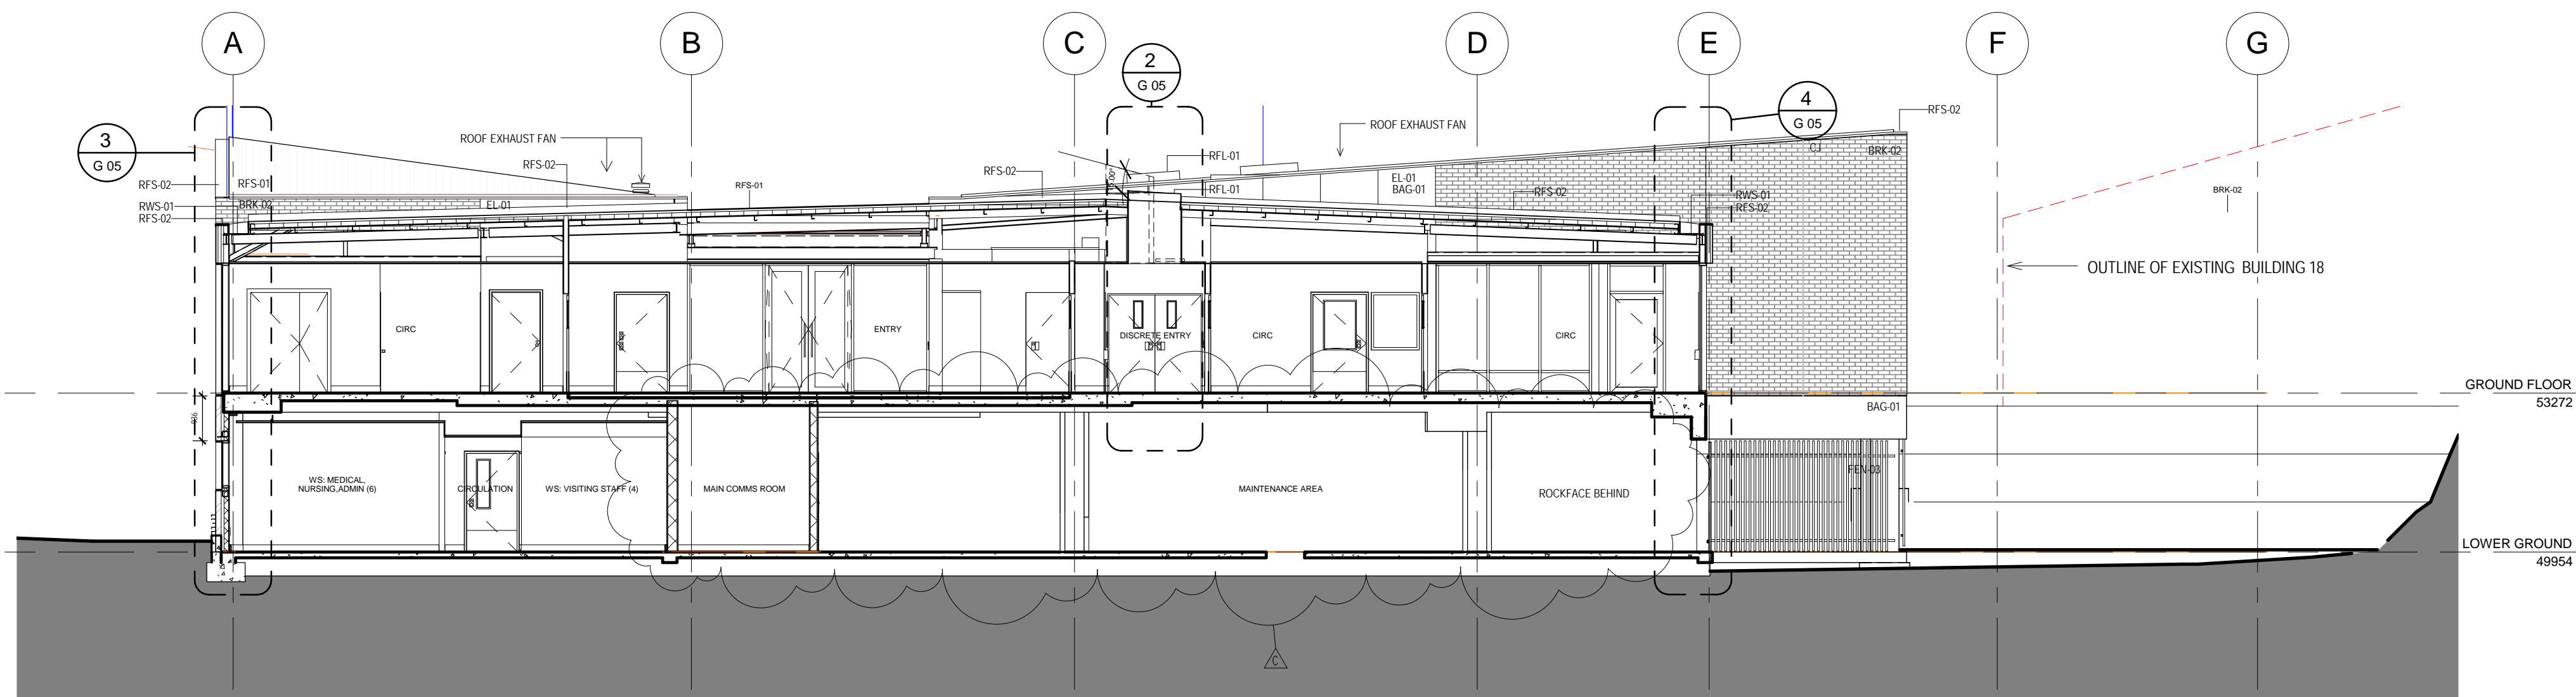 A
B
C
D
E
F
G
2
G 05
3
G 05
4
G 05
ROOF EXHAUST FAN
ROOF EXHAUST FAN
RFS-02
CJ
BRK-02
RFS-02
RFL-01
RFS-02
RFS-02
RFS-01
RFS-01
EL-01
BAG-01
RFL-01
RFS-02
BRK-02
RWS-01
BRK-02
EL-01
RWS-01
RFS-02
RFS-02
OUTLINE OF EXISTING BUILDING 18
CIRC
ENTRY
DISCRETE ENTRY
CIRC
CIRC
GROUND FLOOR
53272
936
BAG-01
FEN-03
WS: MEDICAL,
NURSING,ADMIN (6)
CIRCULATION
WS: VISITING STAFF (4)
MAIN COMMS ROOM
MAINTENANCE AREA
ROCKFACE BEHIND
LOWER GROUND
49954
C